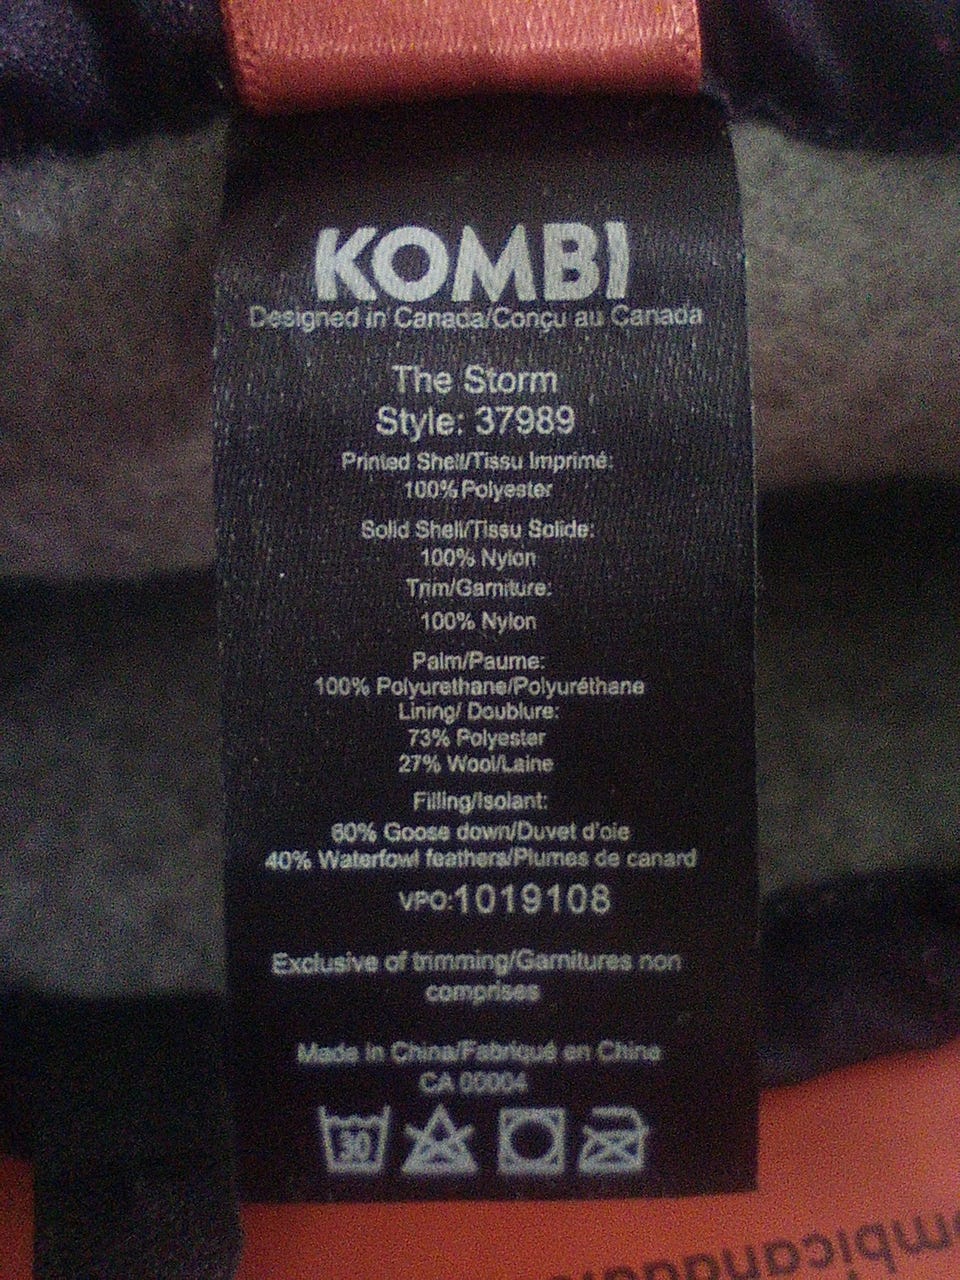 KOMBI
Designed in Canada/Conçu au Canada
The Storm
Style: 37989
Printed Shell/Tissu Imprimé:
100% Polyester
Solid Shell/Tissu Solide:
100% Nylon
Trim/Garniture:
100% Nylon
Palm/Paume:
100% Polyurethane/Polyuréthane
Lining/ Doublure:
73% Polyester
27% Wool/Laine
Filling/Isolant:
60% Goose down/Duvet d'oie
40% Waterfowl feathers/Plumes de canard
VPO:1019108
Exclusive of trimming/Garnitures non
comprises
Made in China/Fabriqué en Chine
CA 00004
30